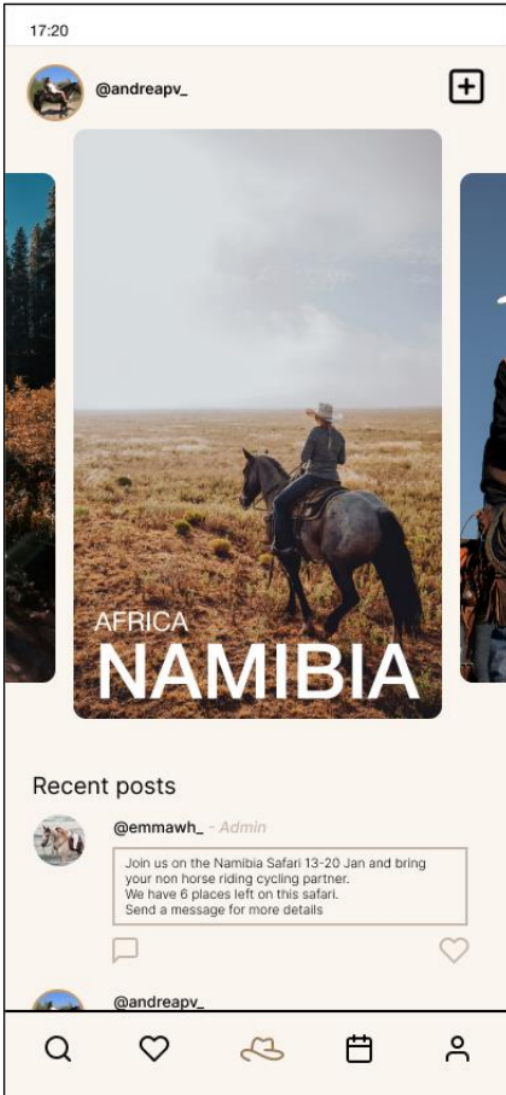 17:20
@andreapv_
AFRICA
NAMIBIA
Recent posts
@emmawh_ - Admin
Join us on the Namibia Safari 13-20 Jan and bring
your non horse riding cycling partner.
We have 6 places left on this safari.
Send a message for more details
@andreapv_